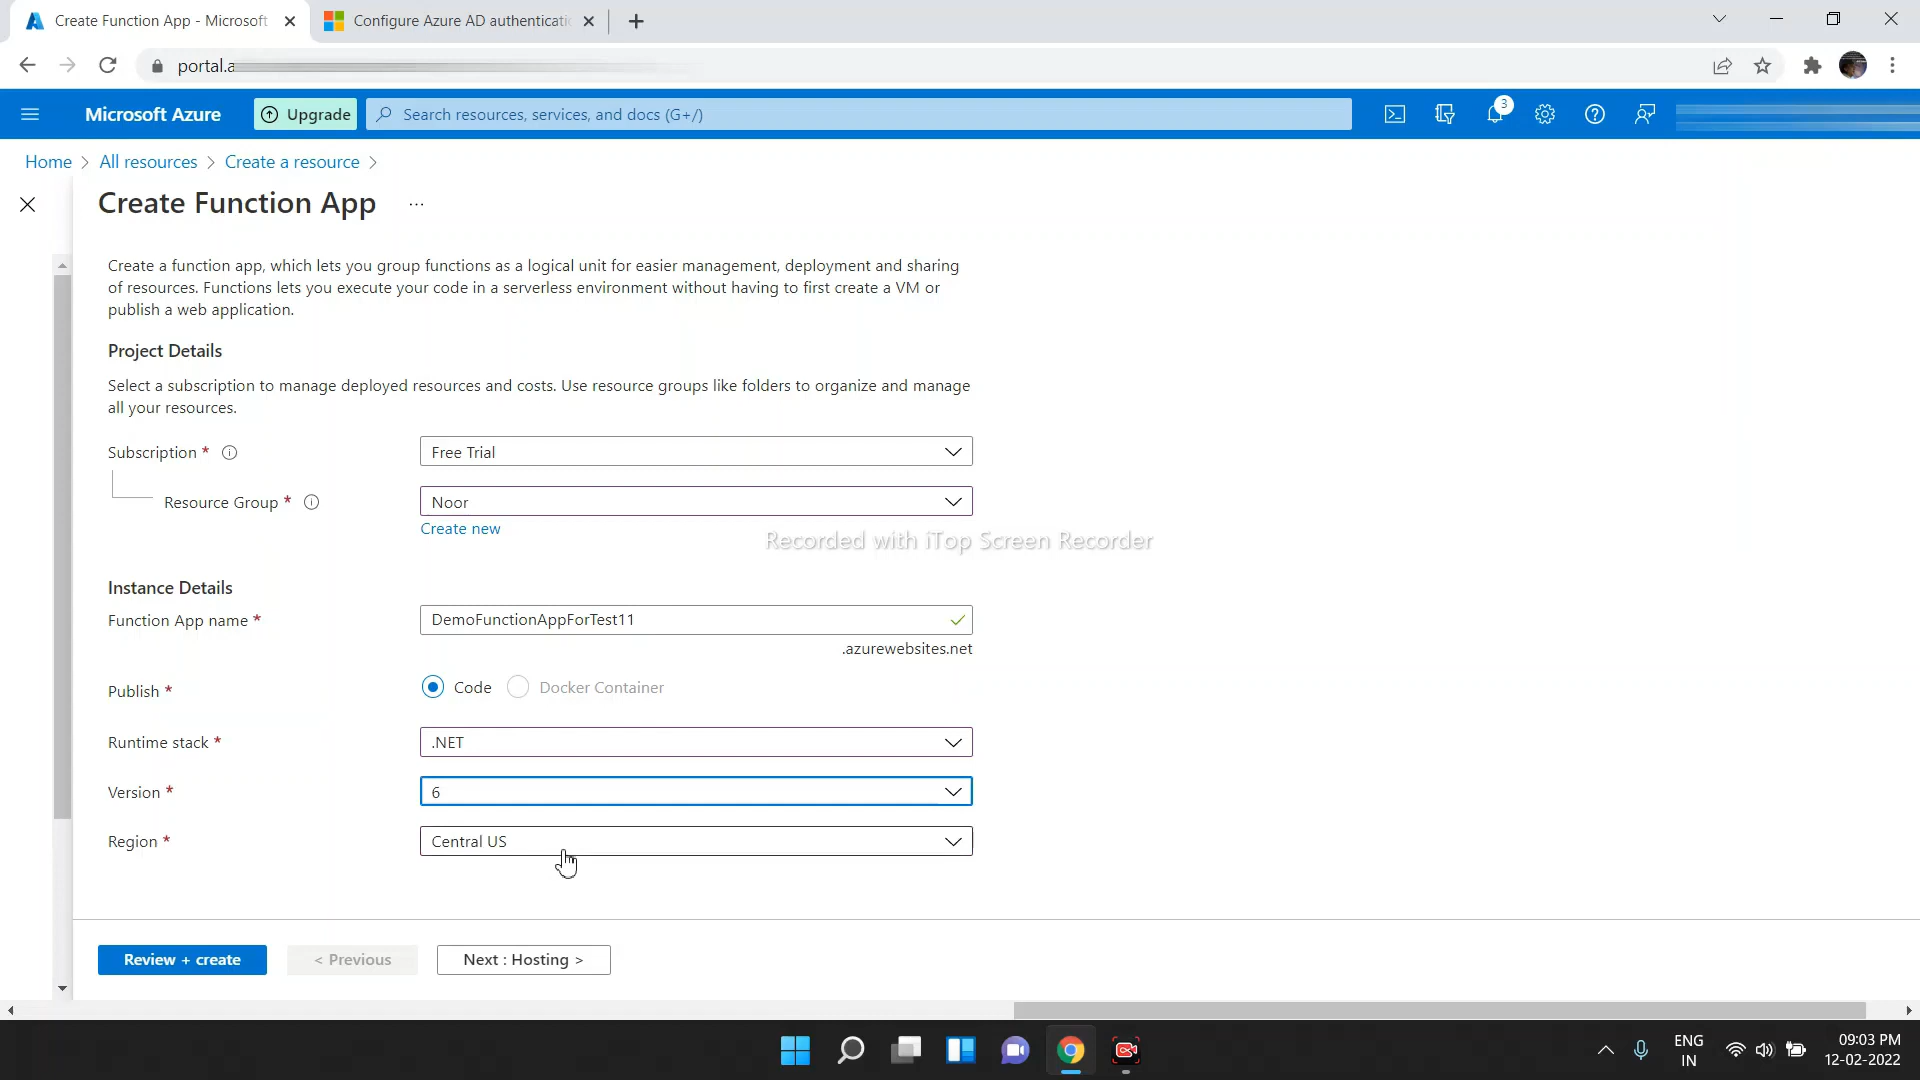 Create Function App - Microsoft
Configure Azure AD authenticati
portal.a
Microsoft Azure
Upgrade
Search resources, services, and docs (G+/)
3
Home > All resources > Create a resource >
Create Function App ...
Create a function app, which lets you group functions as a logical unit for easier management, deployment and sharing
of resources. Functions lets you execute your code in a serverless environment without having to first create a VM or
publish a web application.
Project Details
Select a subscription to manage deployed resources and costs. Use resource groups like folders to organize and manage
all your resources.
Subscription *
Free Trial
Resource Group *
Noor
Create new
Recorded with iTop Screen Recorder
Instance Details
Function App name *
DemoFunctionAppForTest11
.azurewebsites.net
Publish *
Code
Docker Container
Runtime stack *
.NET
Version *
6
Region *
Central US
Review + create
< Previous
Next : Hosting >
ENG
IN
09:03 PM
12-02-2022